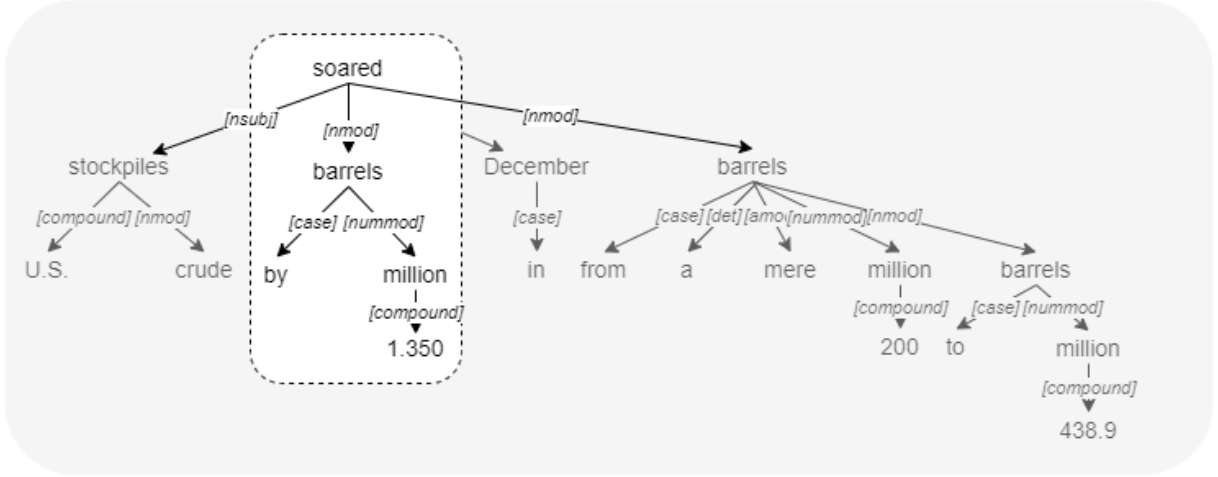 soared
[nsubj] [nmod] [nmod]
stockpiles barrels December barrels
[compound] [nmod] [case] [nummod] [case] [case] [det] [amo [nummod] [nmod]
U.S. crude by million in from a mere million barrels
[compound] [compound] [case] [nummod]
1.350 200 to million
[compound]
438.9